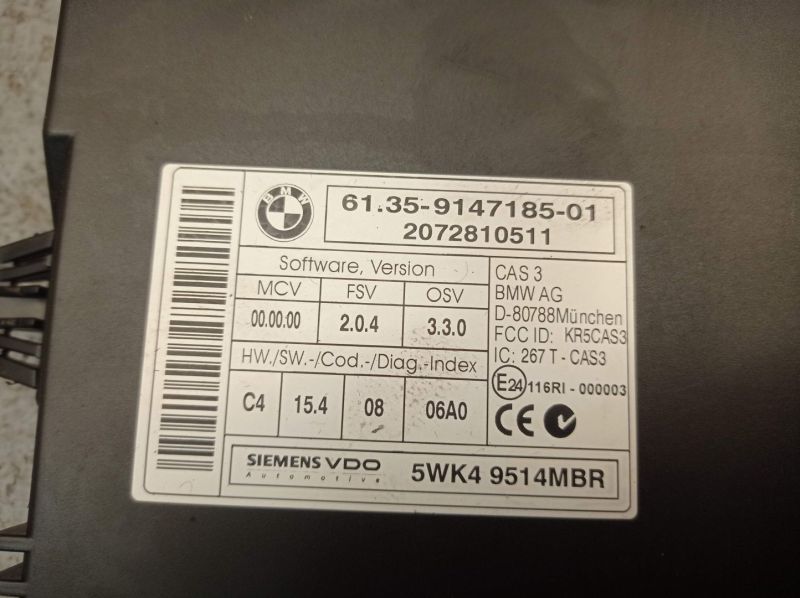 BMW
61.35-9147185-01
2072810511
Software, Version
MCV FSV OSV
00.00:00 2.0.4 3.3.0
HW./SW.-/Cod.-/Diag.-Index
C4 15.4 08 06A0
CAS 3
BMW AG
D-80788München
FCC ID: KR5CAS3
IC: 267 T - CAS3
E24 116RI - 000003
CE
SIEMENS VDO
Automotive
5WK4 9514MBR